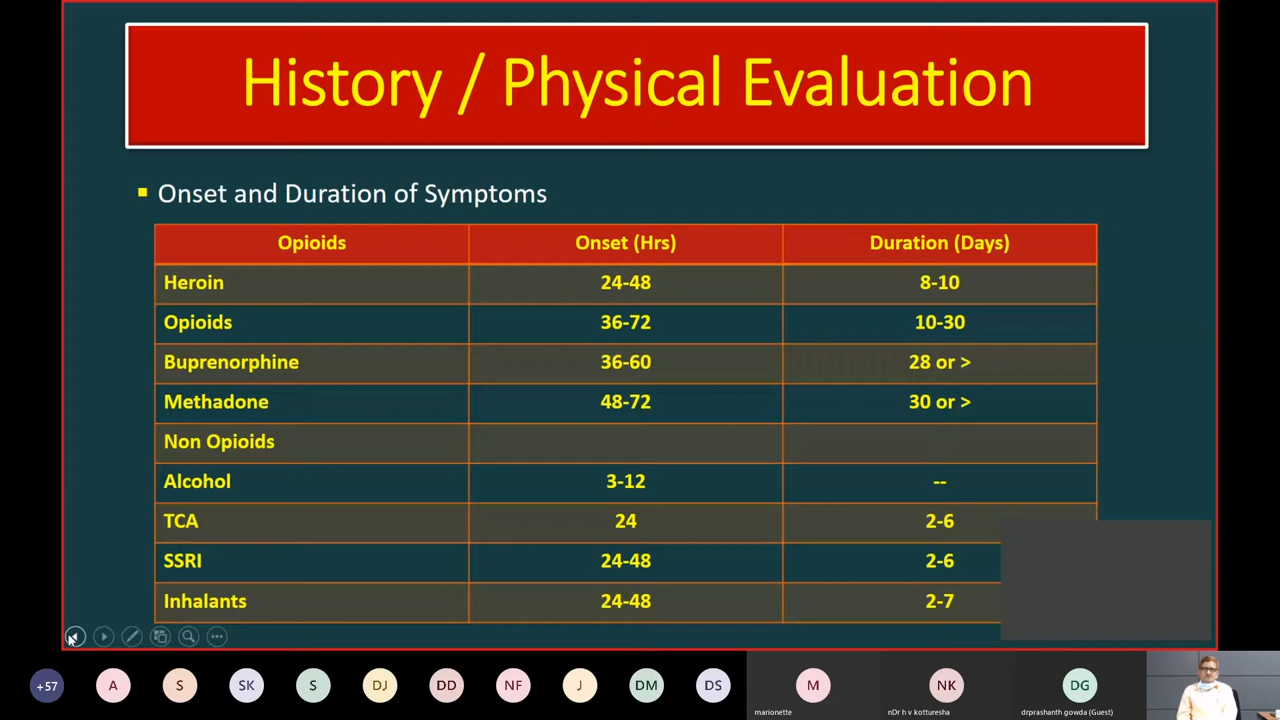 History / Physical Evaluation
Onset and Duration of Symptoms
Opioids Onset (Hrs) Duration (Days)
Heroin 24-48 8-10
Opioids 36-72 10-30
Buprenorphine 36-60 28 or >
Methadone 48-72 30 or >
Non Opioids
Alcohol 3-12 --
TCA 24 2-6
SSRI 24-48 2-6
Inhalants 24-48 2-7
+57 A S SK S DJ DD NF J DM DS M NK DG
marionette nDr h v kotturesha drprashanth gowda (Guest)